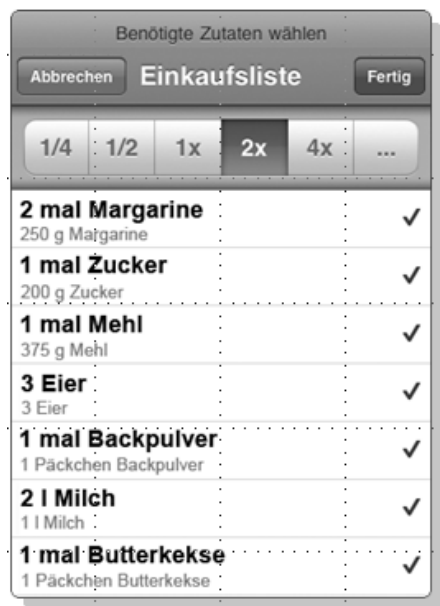 Benötigte Zutaten wählen
Abbrechen Einkaufsliste Fertig
1/4 1/2 1x 2x 4x ...
2 mal Margarine
250 g Margarine
1 mal Zucker
200 g Zucker
1 mal Mehl
375 g Mehl
3 Eier
3 Eier
1 mal Backpulver
1 Päckchen Backpulver
2 l Milch
1 l Milch
1 mal Butterkekse
1 Päckchen Butterkekse